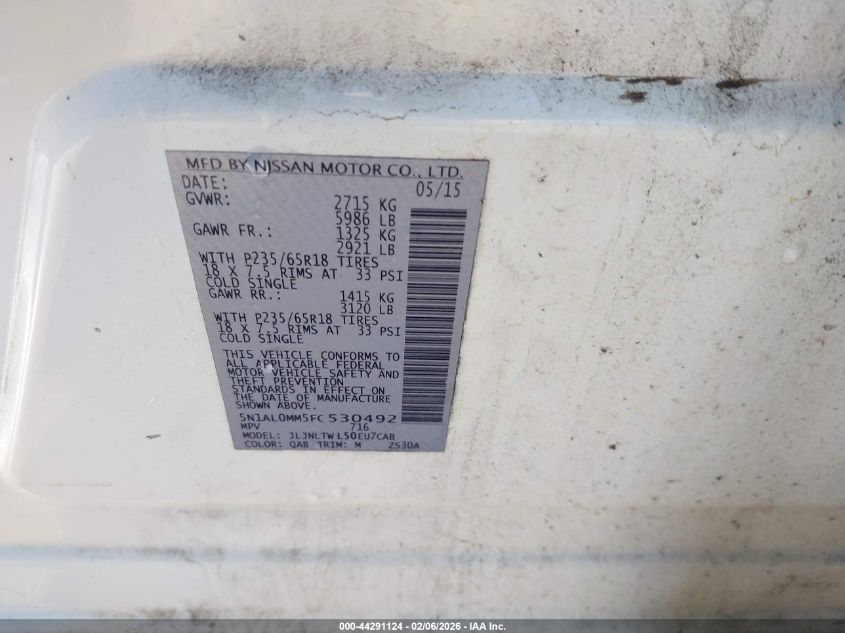 MFD BY NISSAN MOTOR CO., LTD.
DATE: 05/15
GVWR: 2715 KG
5986 LB
GAWR FR.: 1325 KG
2921 LB
WITH P235/65R18 TIRES
18 X 7.5 RIMS AT 33 PSI
COLD SINGLE
GAWR RR.: 1415 KG
3120 LB
WITH P235/65R18 TIRES
18 X 7.5 RIMS AT 33 PSI
COLD SINGLE
THIS VEHICLE CONFORMS TO
ALL APPLICABLE FEDERAL
MOTOR VEHICLE SAFETY AND
THEFT PREVENTION
STANDARDS IN EFFECT ON
THE DATE OF MANUFACTURE
SHOWN ABOVE.
5N1AL0MM5FC530492
MPV 716
MODEL: JLJNLTWL50EU7CAB
COLOR: QAB TRIM: M ZS30A
000-44291124 - 02/06/2026 - IAA Inc.